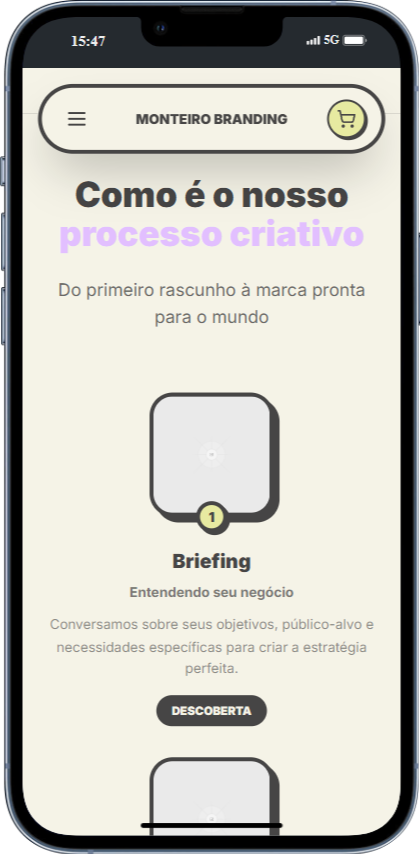 15:47
5G
MONTEIRO BRANDING
Como é o nosso
processo criativo
Do primeiro rascunho à marca pronta
para o mundo
1
Briefing
Entendendo seu negócio
Conversamos sobre seus objetivos, público-alvo e
necessidades específicas para criar a estratégia
perfeita.
DESCOBERTA